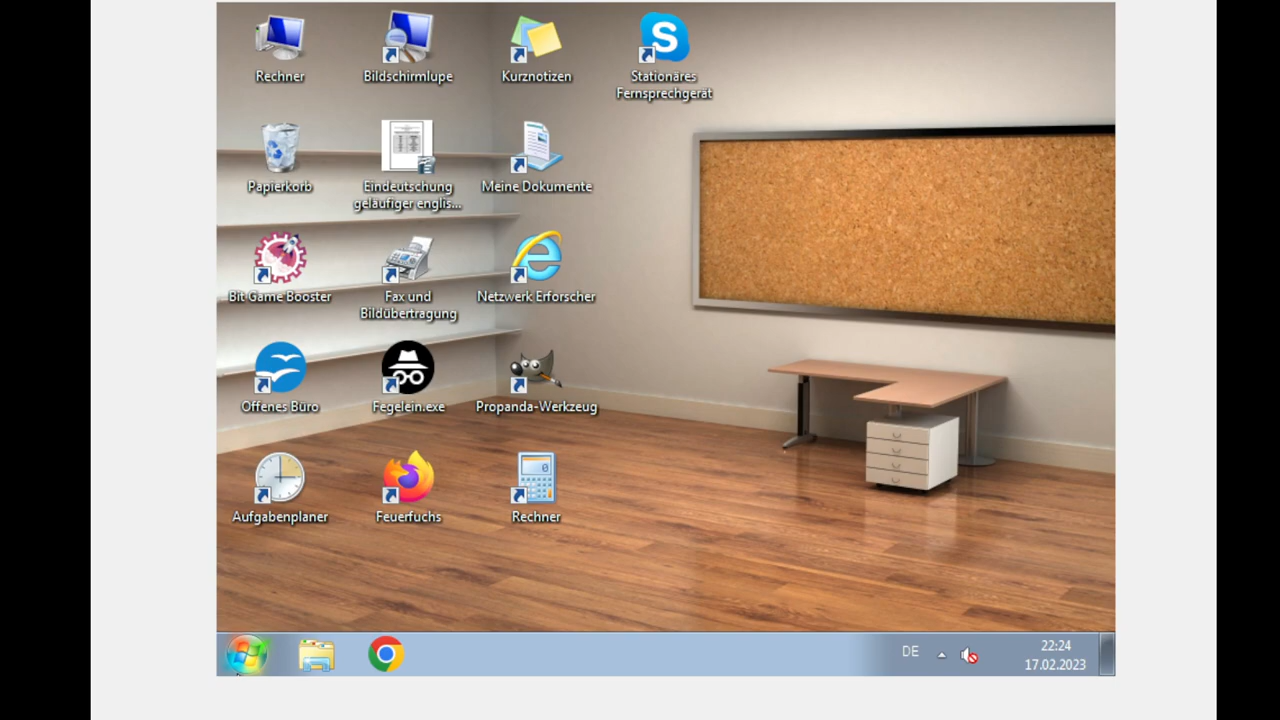 Rechner
Bildschirmlupe
Kurznotizen
Stationäres
Fernsprechgerät
Papierkorb
Eindeutschung
geläufiger englis...
Meine Dokumente
Bit Game Booster
Fax und
Bildübertragung
Netzwerk Erforscher
Offenes Büro
Fegelein.exe
Propanda-Werkzeug
Aufgabenplaner
Feuerfuchs
Rechner
DE
22:24
17.02.2023